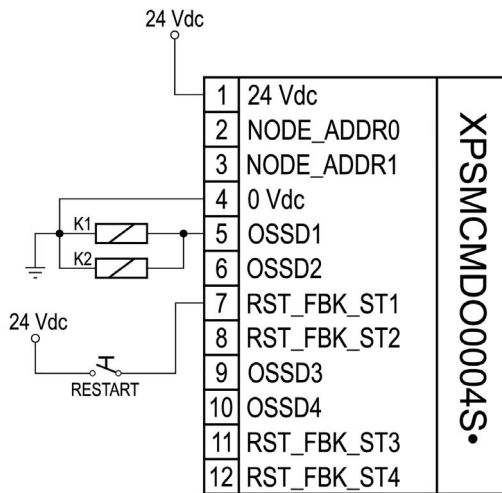 24 Vdc
1 24 Vdc
2 NODE_ADDR0
3 NODE_ADDR1
4 0 Vdc
K1
5 OSSD1
K2
6 OSSD2
7 RST_FBK_ST1
24 Vdc
8 RST_FBK_ST2
RESTART
9 OSSD3
10 OSSD4
11 RST_FBK_ST3
12 RST_FBK_ST4
XPSMCMDO0004S•